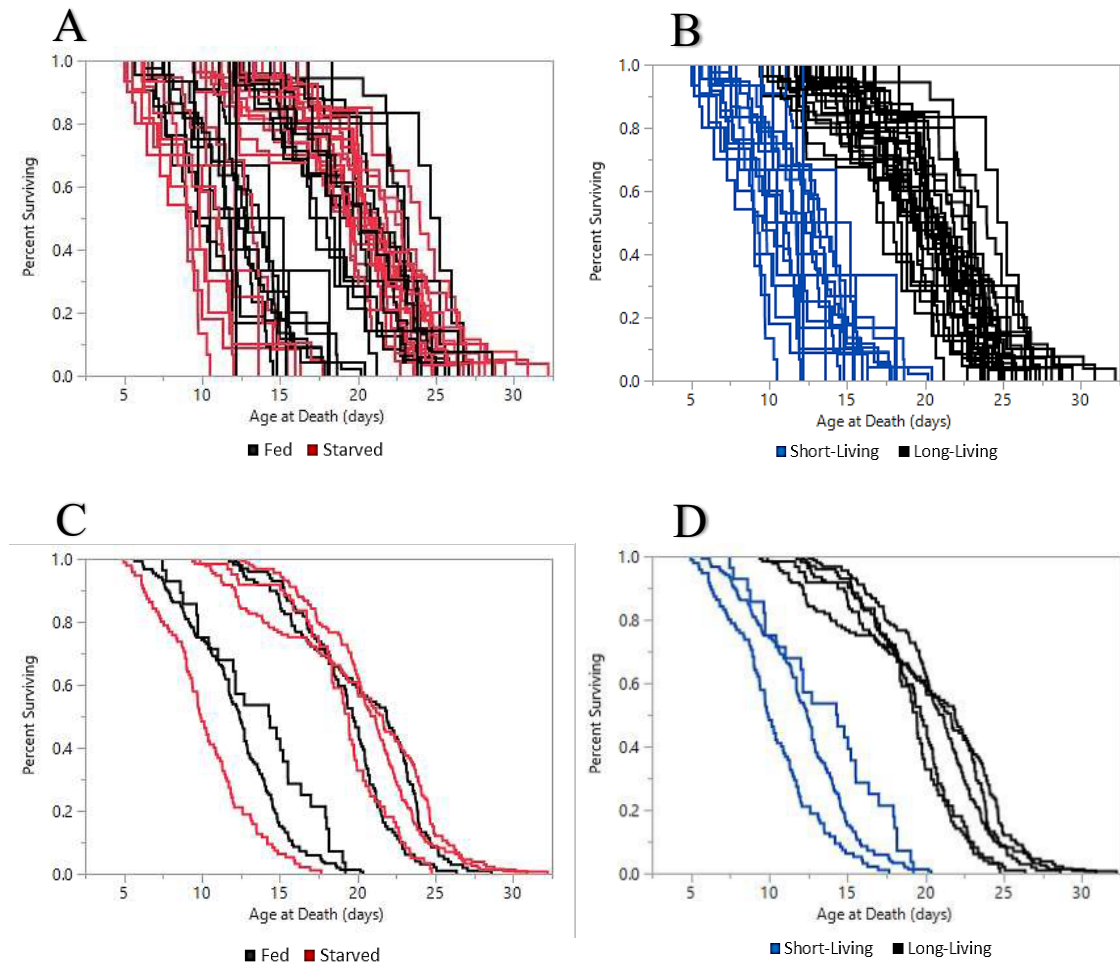 A
B
1.0
0.8
0.6
0.4
0.2
0.0
Percent Surviving
5 10 15 20 25 30
Age at Death (days)
Fed Starved
1.0
0.8
0.6
0.4
0.2
0.0
Percent Surviving
5 10 15 20 25 30
Age at Death (days)
Short-Living Long-Living
C
D
1.0
0.8
0.6
0.4
0.2
0.0
Percent Surviving
5 10 15 20 25 30
Age at Death (days)
Fed Starved
1.0
0.8
0.6
0.4
0.2
0.0
Percent Surviving
5 10 15 20 25 30
Age at Death (days)
Short-Living Long-Living